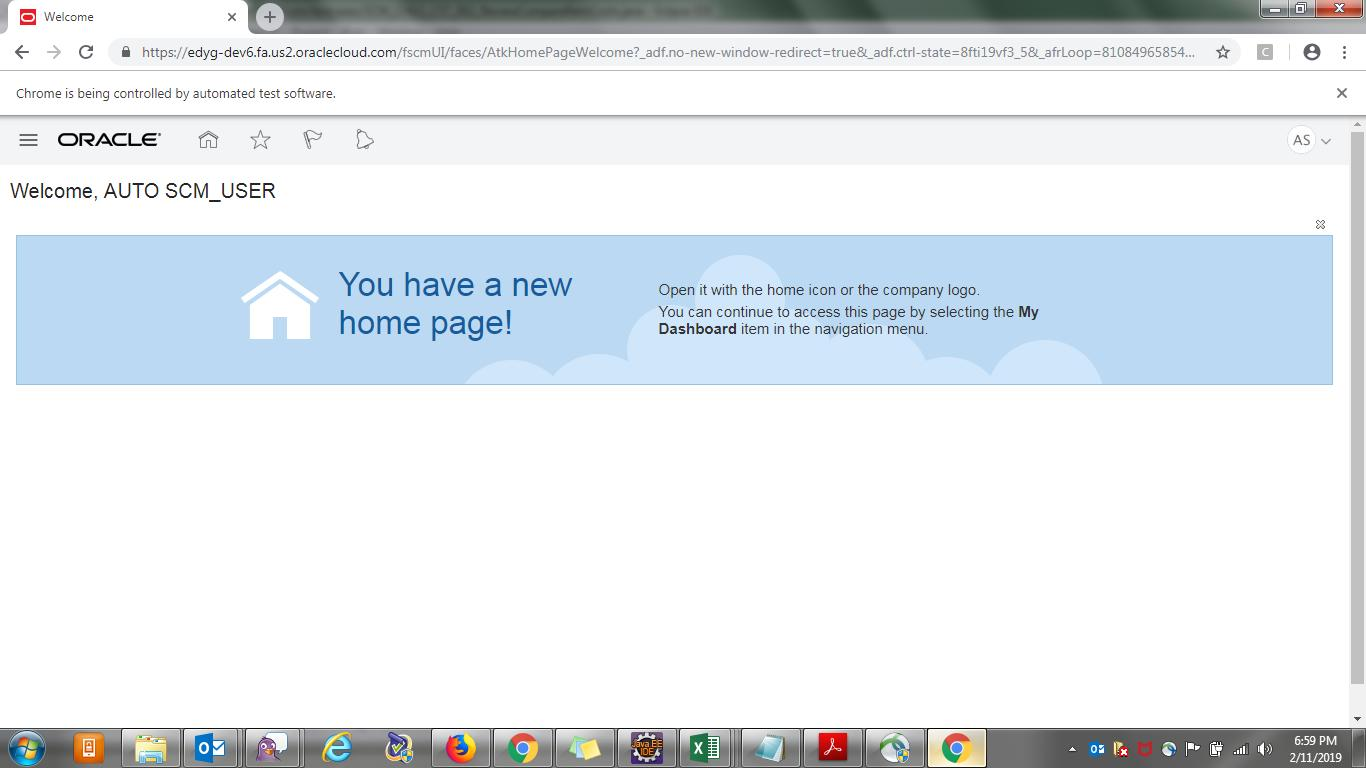 Welcome
https://edyg-dev6.fa.us2.oraclecloud.com/fscmUI/faces/AtkHomePageWelcome?_adf.no-new-window-redirect=true&_adf.ctrl-state=8fti19vf3_5&_afrLoop=81084965854...
C
Chrome is being controlled by automated test software.
ORACLE
AS
Welcome, AUTO SCM_USER
You have a new
home page!
Open it with the home icon or the company logo.
You can continue to access this page by selecting the My
Dashboard item in the navigation menu.
Java EE
IDE
6:59 PM
2/11/2019